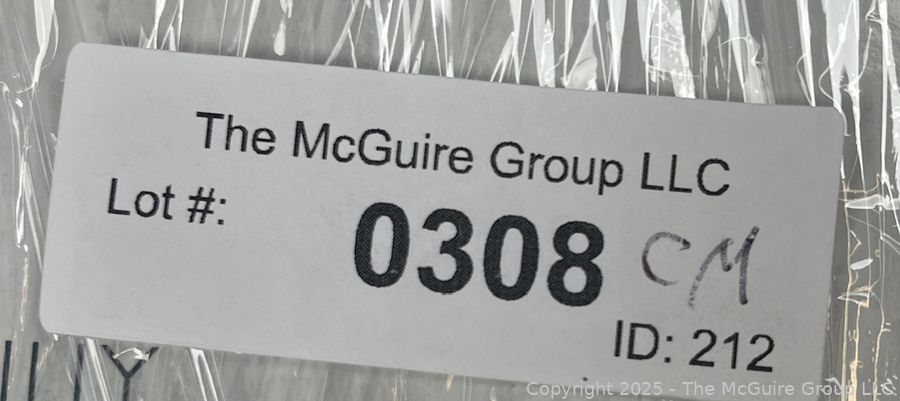 The McGuire Group LLC
Lot #:
0308 CM
ID: 212
Copyright 2025 - The McGuire Group LLC